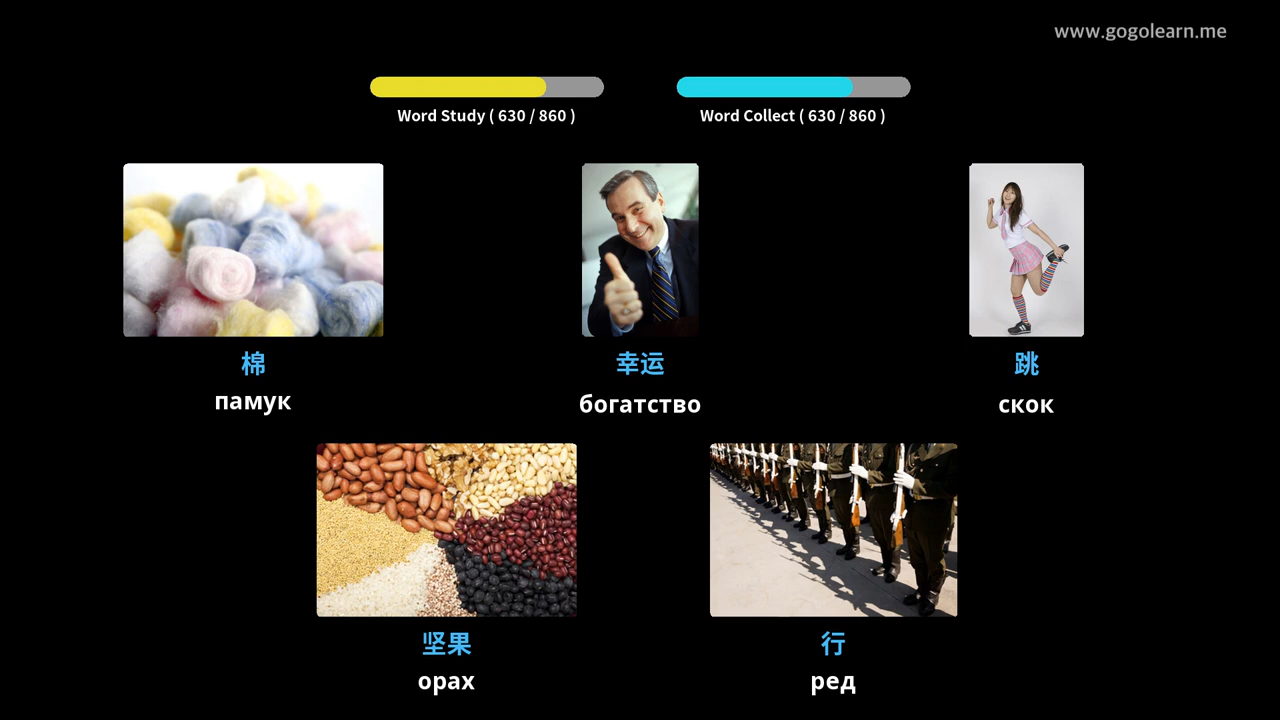 www.gogolearn.me
Word Study ( 630 / 860 )
Word Collect ( 630 / 860 )
棉
памук
幸运
богатство
跳
скок
坚果
орах
行
ред